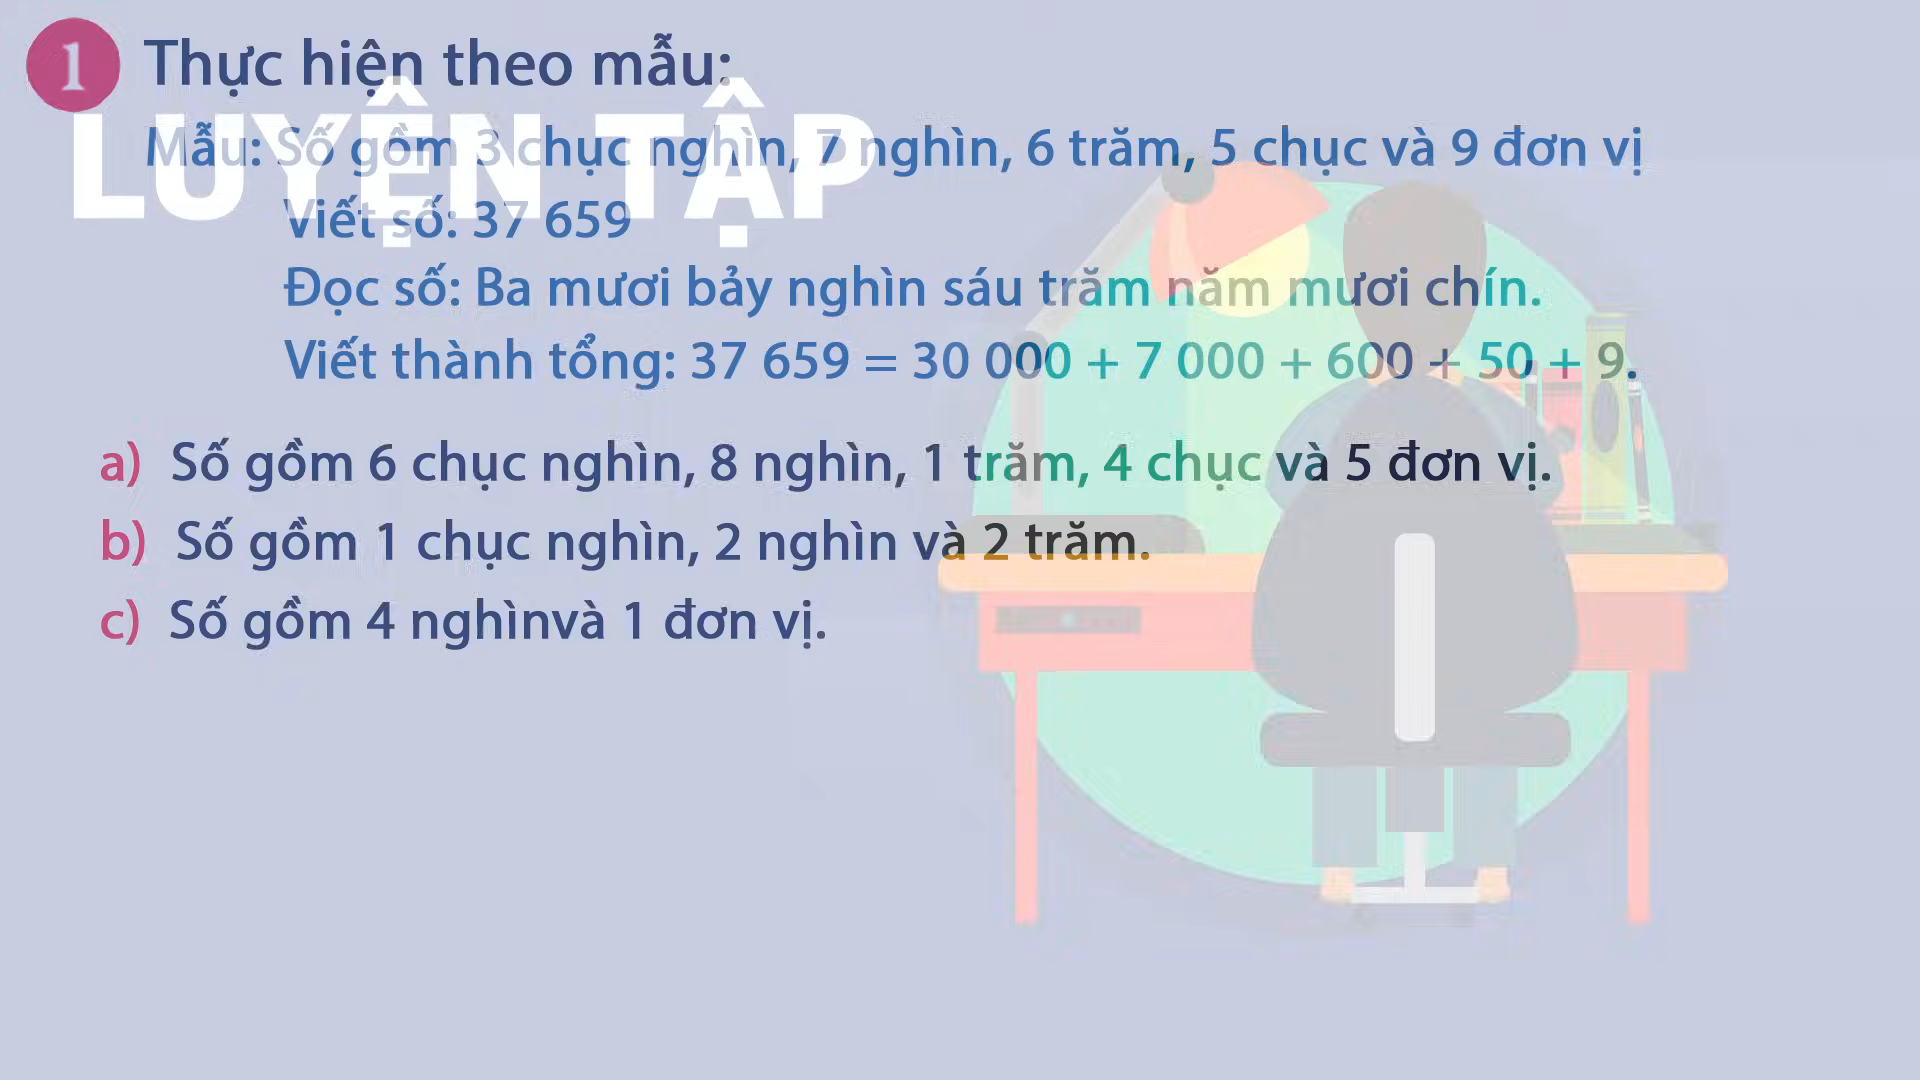 1 Thực hiện theo mẫu:
LUYỆN TẬP
Mẫu: Số gồm 3 chục nghìn, 7 nghìn, 6 trăm, 5 chục và 9 đơn vị
Viết số: 37 659
Đọc số: Ba mươi bảy nghìn sáu trăm năm mươi chín.
Viết thành tổng: 37 659 = 30 000 + 7 000 + 600 + 50 + 9.
a) Số gồm 6 chục nghìn, 8 nghìn, 1 trăm, 4 chục và 5 đơn vị.
b) Số gồm 1 chục nghìn, 2 nghìn và 2 trăm.
c) Số gồm 4 nghìnvà 1 đơn vị.